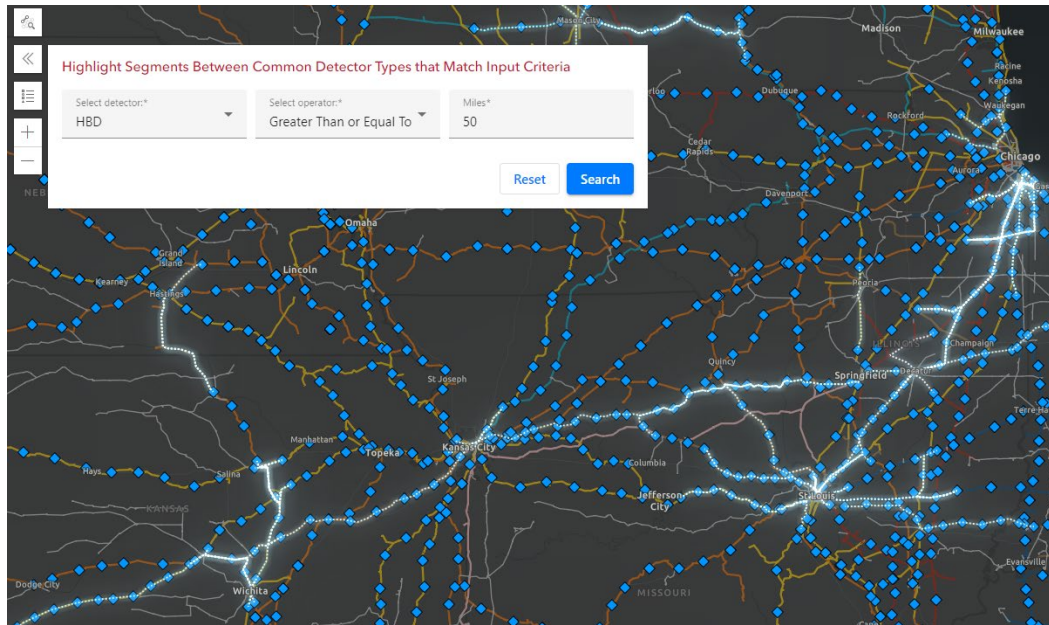 Mason City
Madison
Milwaukee
Highlight Segments Between Common Detector Types that Match Input Criteria
Racine
Kenosha
Select detector:*
Select operator:*
Miles*
HBD
Greater Than or Equal To
50
Dubuque
Rockford
Waukegan
Cedar
Rapids
Chicago
Aurora
Reset
Search
Davenport
Omaha
Grand
Island
Lincoln
Kearney
Hastings
Peoria
ILLINOIS
Champaign
Quincy
Springfield
Decatur
St Joseph
Terre Ha
Manhattan
Topeka
Kansas City
Hays
Salina
Columbia
Jefferson
City
St Louis
KANSAS
Evansville
Dodge City
Wichita
MISSOURI